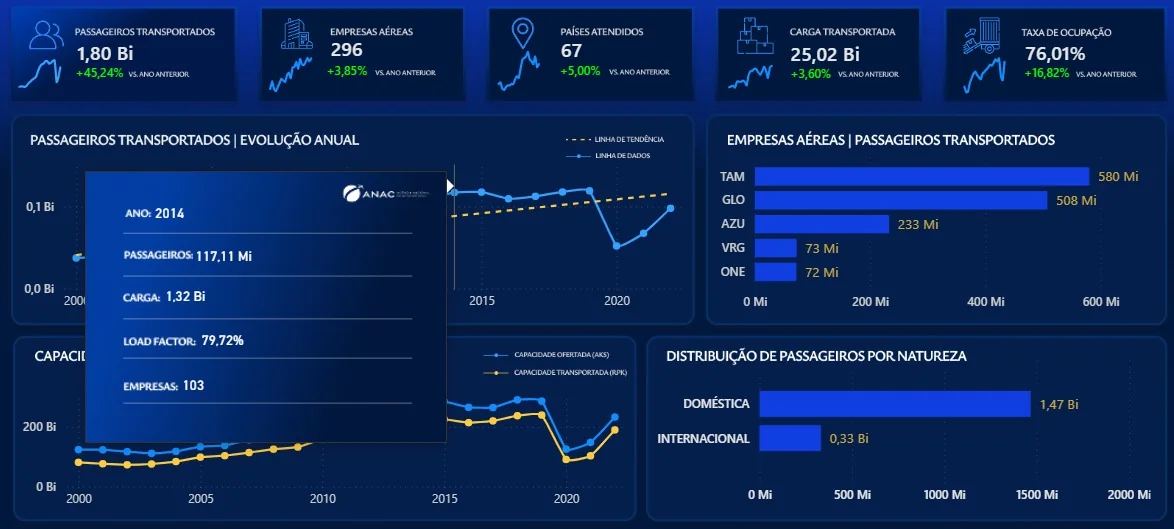 PASSAGEIROS TRANSPORTADOS
1,80 Bi
+45,24% VS. ANO ANTERIOR
EMPRESAS AÉREAS
296
+3,85% VS. ANO ANTERIOR
PAÍSES ATENDIDOS
67
+5,00% VS. ANO ANTERIOR
CARGA TRANSPORTADA
25,02 Bi
+3,60% VS. ANO ANTERIOR
TAXA DE OCUPAÇÃO
76,01%
+16,82% VS. ANO ANTERIOR
PASSAGEIROS TRANSPORTADOS | EVOLUÇÃO ANUAL
LINHA DE TENDÊNCIA
LINHA DE DADOS
0,1 Bi
0,0 Bi
2000
2015
2020
ANAC
ANO: 2014
PASSAGEIROS: 117,11 Mi
CARGA: 1,32 Bi
LOAD FACTOR: 79,72%
EMPRESAS: 103
EMPRESAS AÉREAS | PASSAGEIROS TRANSPORTADOS
TAM 580 Mi
GLO 508 Mi
AZU 233 Mi
VRG 73 Mi
ONE 72 Mi
0 Mi 200 Mi 400 Mi 600 Mi
CAPACID
CAPACIDADE OFERTADA (AKS)
CAPACIDADE TRANSPORTADA (RPK)
200 Bi
0 Bi
2000 2005 2010 2015 2020
DISTRIBUIÇÃO DE PASSAGEIROS POR NATUREZA
DOMÉSTICA 1,47 Bi
INTERNACIONAL 0,33 Bi
0 Mi 500 Mi 1000 Mi 1500 Mi 2000 Mi